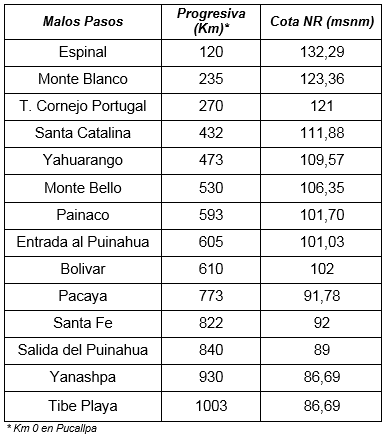 Malos Pasos Progresiva (Km)* Cota NR (msnm)
Espinal 120 132,29
Monte Blanco 235 123,36
T. Cornejo Portugal 270 121
Santa Catalina 432 111,88
Yahuarango 473 109,57
Monte Bello 530 106,35
Painaco 593 101,70
Entrada al Puinahua 605 101,03
Bolivar 610 102
Pacaya 773 91,78
Santa Fe 822 92
Salida del Puinahua 840 89
Yanashpa 930 86,69
Tibe Playa 1003 86,69
* Km 0 en Pucallpa